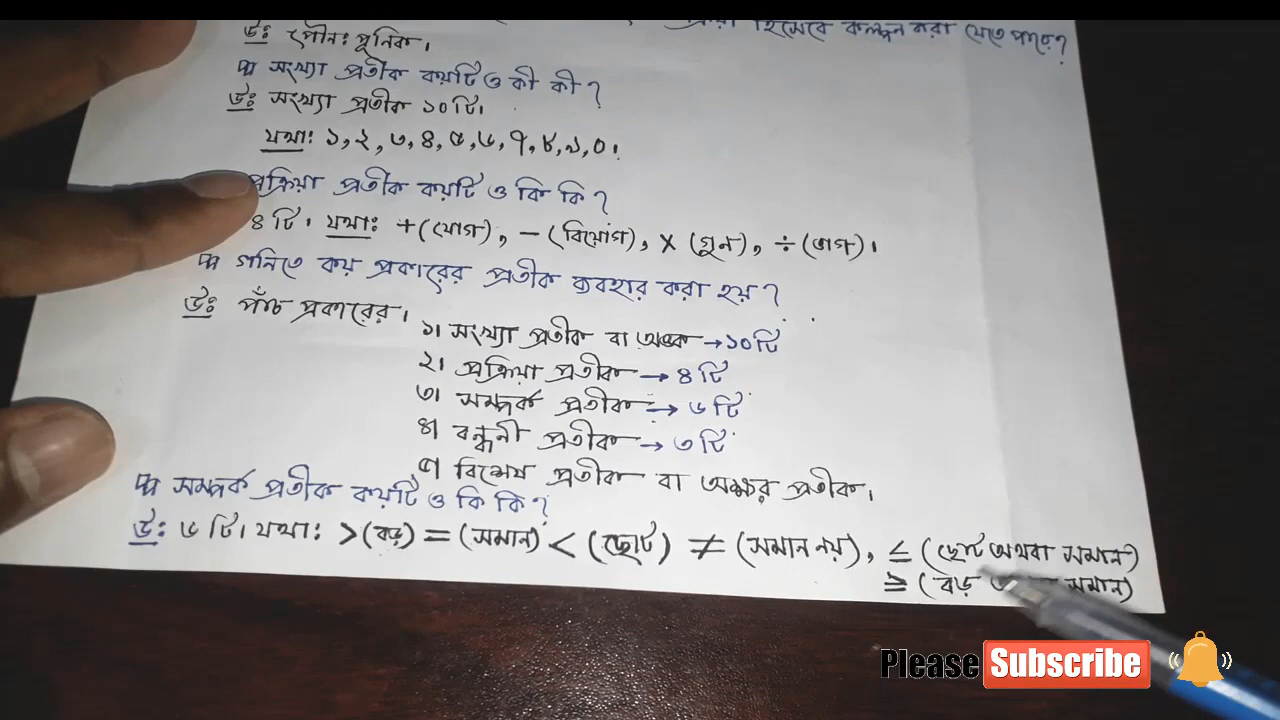 হিসেবে কল্পনা করা যেতে পারে?
উঃ পৌনঃপুনিক।
সংখ্যা প্রতীক কয়টি ও কী কী?
উঃ সংখ্যা প্রতীক ১০টি।
যথাঃ ১, ২, ৩, ৪, ৫, ৬, ৭, ৮, ৯, ০।
প্রক্রিয়া প্রতীক কয়টি ও কি কি?
৪টি। যথাঃ +(যোগ), -(বিয়োগ), × (গুন), ÷ (ভাগ)।
গনিতে কয় প্রকারের প্রতীক ব্যবহার করা হয়?
উঃ পাঁচ প্রকারের।
১। সংখ্যা প্রতীক বা অঙ্ক → ১০টি
২। প্রক্রিয়া প্রতীক → ৪টি
৩। সম্পর্ক প্রতীক → ৬টি
৪। বন্ধনী প্রতীক → ৩টি
৫। বিশেষ প্রতীক বা অক্ষর প্রতীক।
সম্পর্ক প্রতীক কয়টি ও কি কি?
উঃ ৬টি। যথাঃ >(বড়) = (সমান) < (ছোট) ≠ (সমান নয়), ≤ (ছোট অথবা সমান)
≥ (বড় সমান)
Please Subscribe